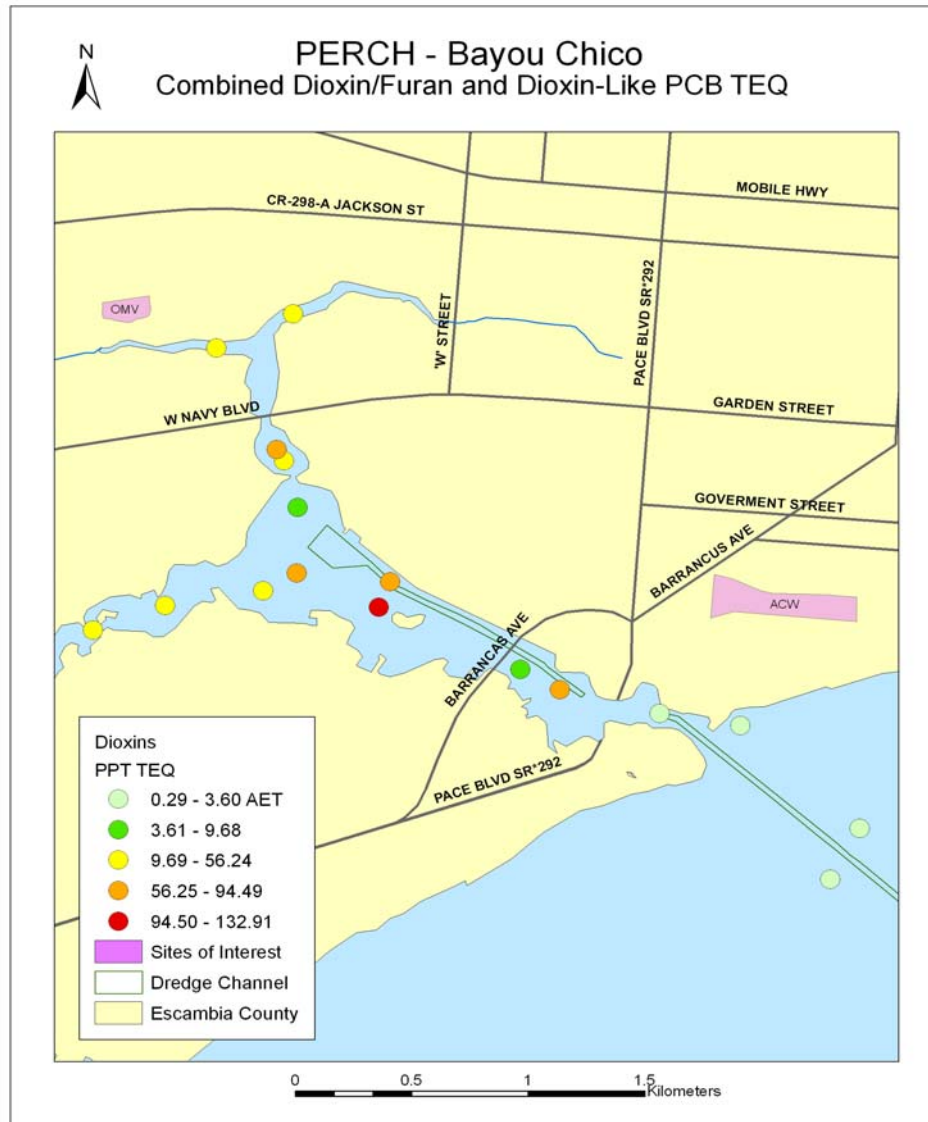 N
PERCH - Bayou Chico
Combined Dioxin/Furan and Dioxin-Like PCB TEQ
MOBILE HWY
CR-298-A JACKSON ST
"W" STREET
PACE BLVD SR*292
OMV
W NAVY BLVD
GARDEN STREET
GOVERMENT STREET
BARRANCUS AVE
ACW
BARRANCAS AVE
PACE BLVD SR*292
Dioxins
PPT TEQ
0.29 - 3.60 AET
3.61 - 9.68
9.69 - 56.24
56.25 - 94.49
94.50 - 132.91
Sites of Interest
Dredge Channel
Escambia County
0 0.5 1 1.5
Kilometers